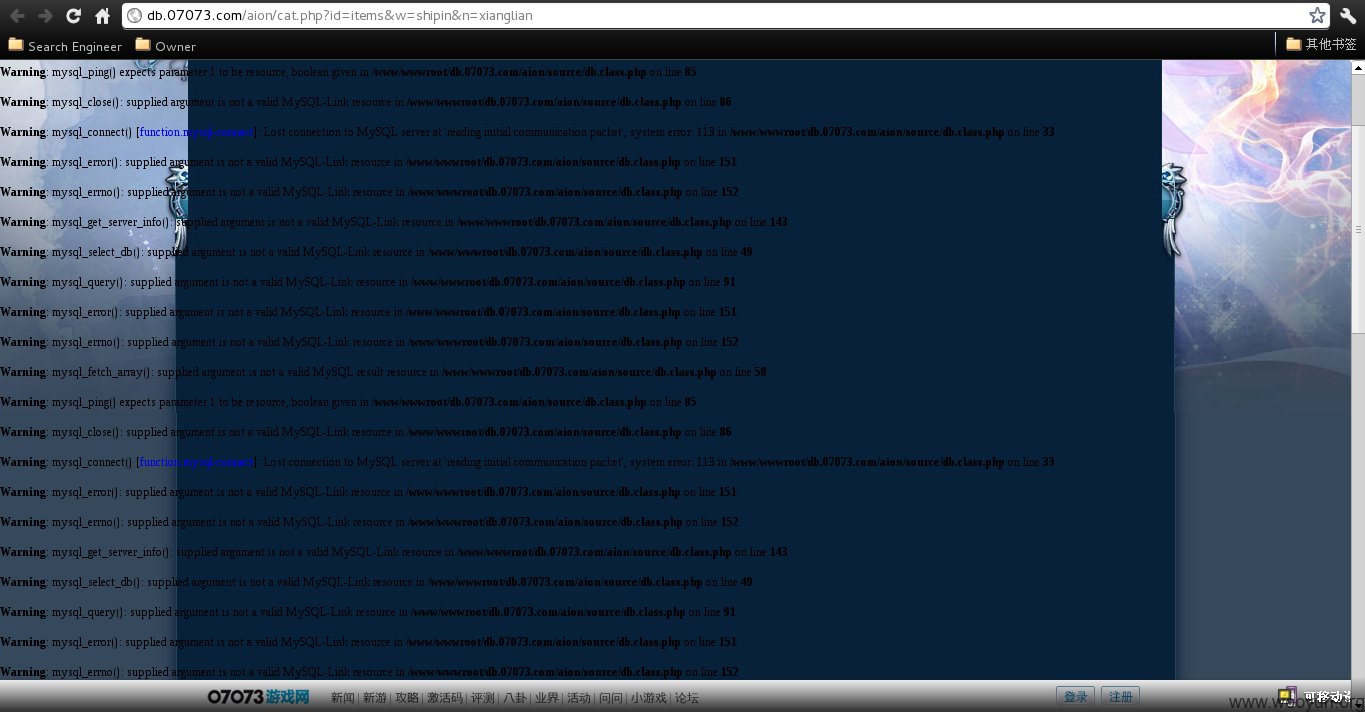 db.07073.com/aion/cat.php?id=items&w=shipin&n=xianglian
Search Engineer Owner 其他书签
Warning: mysql_ping() expects parameter 1 to be resource, boolean given in /www/wwwroot/db.07073.com/aion/source/db.class.php on line 85
Warning: mysql_close(): supplied argument is not a valid MySQL-Link resource in /www/wwwroot/db.07073.com/aion/source/db.class.php on line 86
Warning: mysql_connect() [function.mysql-connect]: Lost connection to MySQL server at 'reading initial communication packet', system error: 113 in /www/wwwroot/db.07073.com/aion/source/db.class.php on line 33
Warning: mysql_error(): supplied argument is not a valid MySQL-Link resource in /www/wwwroot/db.07073.com/aion/source/db.class.php on line 151
Warning: mysql_errno(): supplied argument is not a valid MySQL-Link resource in /www/wwwroot/db.07073.com/aion/source/db.class.php on line 152
Warning: mysql_get_server_info(): supplied argument is not a valid MySQL-Link resource in /www/wwwroot/db.07073.com/aion/source/db.class.php on line 143
Warning: mysql_select_db(): supplied argument is not a valid MySQL-Link resource in /www/wwwroot/db.07073.com/aion/source/db.class.php on line 49
Warning: mysql_query(): supplied argument is not a valid MySQL-Link resource in /www/wwwroot/db.07073.com/aion/source/db.class.php on line 91
Warning: mysql_error(): supplied argument is not a valid MySQL-Link resource in /www/wwwroot/db.07073.com/aion/source/db.class.php on line 151
Warning: mysql_errno(): supplied argument is not a valid MySQL-Link resource in /www/wwwroot/db.07073.com/aion/source/db.class.php on line 152
Warning: mysql_fetch_array(): supplied argument is not a valid MySQL result resource in /www/wwwroot/db.07073.com/aion/source/db.class.php on line 58
Warning: mysql_ping() expects parameter 1 to be resource, boolean given in /www/wwwroot/db.07073.com/aion/source/db.class.php on line 85
Warning: mysql_close(): supplied argument is not a valid MySQL-Link resource in /www/wwwroot/db.07073.com/aion/source/db.class.php on line 86
Warning: mysql_connect() [function.mysql-connect]: Lost connection to MySQL server at 'reading initial communication packet', system error: 113 in /www/wwwroot/db.07073.com/aion/source/db.class.php on line 33
Warning: mysql_error(): supplied argument is not a valid MySQL-Link resource in /www/wwwroot/db.07073.com/aion/source/db.class.php on line 151
Warning: mysql_errno(): supplied argument is not a valid MySQL-Link resource in /www/wwwroot/db.07073.com/aion/source/db.class.php on line 152
Warning: mysql_get_server_info(): supplied argument is not a valid MySQL-Link resource in /www/wwwroot/db.07073.com/aion/source/db.class.php on line 143
Warning: mysql_select_db(): supplied argument is not a valid MySQL-Link resource in /www/wwwroot/db.07073.com/aion/source/db.class.php on line 49
Warning: mysql_query(): supplied argument is not a valid MySQL-Link resource in /www/wwwroot/db.07073.com/aion/source/db.class.php on line 91
Warning: mysql_error(): supplied argument is not a valid MySQL-Link resource in /www/wwwroot/db.07073.com/aion/source/db.class.php on line 151
Warning: mysql_errno(): supplied argument is not a valid MySQL-Link resource in /www/wwwroot/db.07073.com/aion/source/db.class.php on line 152
07073游戏网 新闻 | 新游 | 攻略 | 激活码 | 评测 | 八卦 | 业界 | 活动 | 问问 | 小游戏 | 论坛 登录 注册 可移动